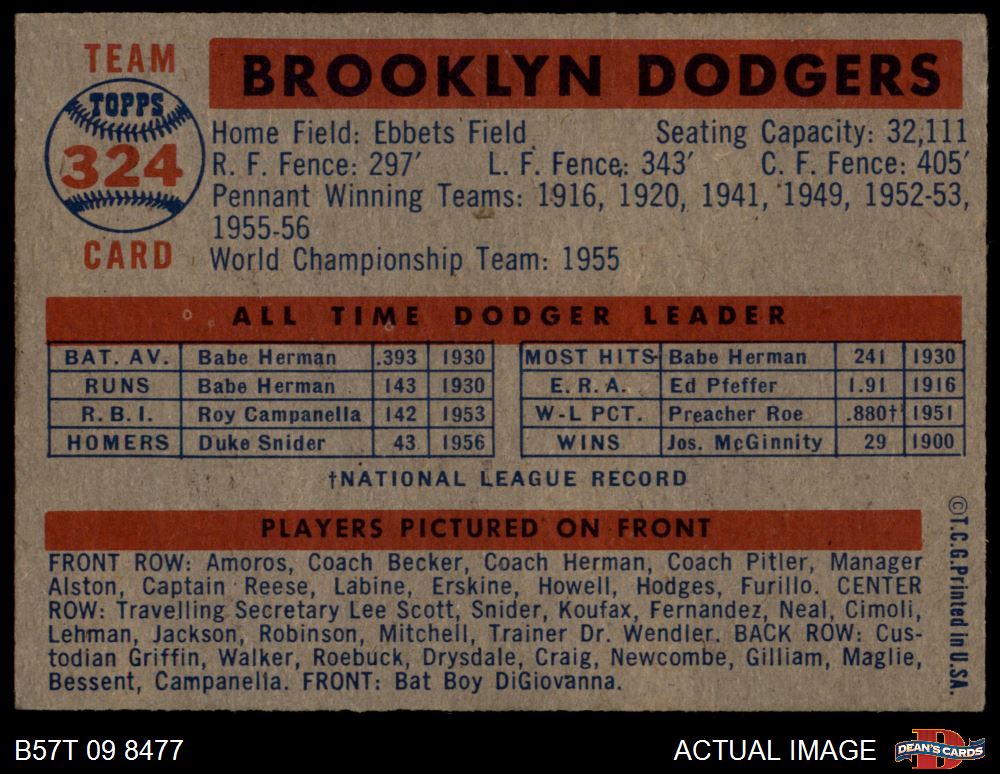 TEAM
BROOKLYN DODGERS
TOPPS
324
CARD
Home Field: Ebbets Field Seating Capacity: 32,111
R. F. Fence: 297′ L. F. Fence: 343′ C. F. Fence: 405′
Pennant Winning Teams: 1916, 1920, 1941, 1949, 1952-53,
1955-56
World Championship Team: 1955
ALL TIME DODGER LEADER
BAT. AV. Babe Herman .393 1930 MOST HITS Babe Herman 241 1930
RUNS Babe Herman 143 1930 E. R. A. Ed Pfeffer 1.91 1916
R. B. I. Roy Campanella 142 1953 W-L PCT. Preacher Roe .880† 1951
HOMERS Duke Snider 43 1956 WINS Jos. McGinnity 29 1900
†NATIONAL LEAGUE RECORD
PLAYERS PICTURED ON FRONT
FRONT ROW: Amoros, Coach Becker, Coach Herman, Coach Pitler, Manager
Alston, Captain Reese, Labine, Erskine, Howell, Hodges, Furillo. CENTER
ROW: Travelling Secretary Lee Scott, Snider, Koufax, Fernandez, Neal, Cimoli,
Lehman, Jackson, Robinson, Mitchell, Trainer Dr. Wendler. BACK ROW: Cus-
todian Griffin, Walker, Roebuck, Drysdale, Craig, Newcombe, Gilliam, Maglie,
Bessent, Campanella. FRONT: Bat Boy DiGiovanna.
©T.C.G. Printed in U.S.A.
B57T 09 8477
ACTUAL IMAGE
D
DEAN'S CARDS